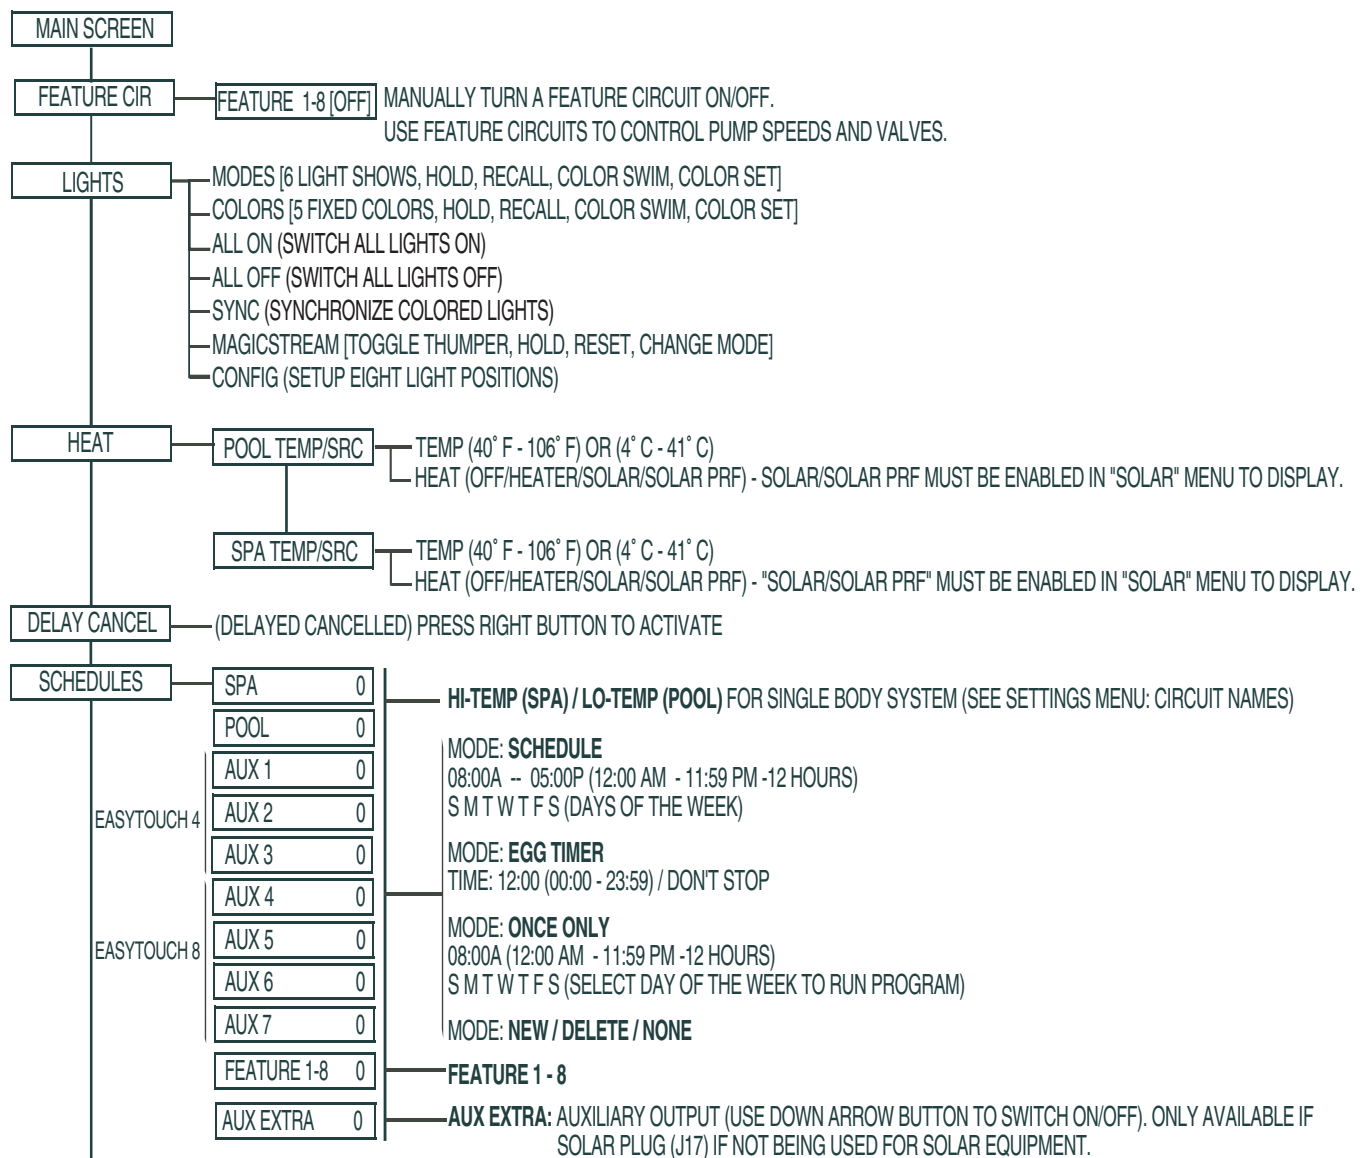 MAIN SCREEN
FEATURE CIR
FEATURE 1-8 [OFF]
MANUALLY TURN A FEATURE CIRCUIT ON/OFF.
USE FEATURE CIRCUITS TO CONTROL PUMP SPEEDS AND VALVES.
LIGHTS
MODES [6 LIGHT SHOWS, HOLD, RECALL, COLOR SWIM, COLOR SET]
COLORS [5 FIXED COLORS, HOLD, RECALL, COLOR SWIM, COLOR SET]
ALL ON (SWITCH ALL LIGHTS ON)
ALL OFF (SWITCH ALL LIGHTS OFF)
SYNC (SYNCHRONIZE COLORED LIGHTS)
MAGICSTREAM [TOGGLE THUMPER, HOLD, RESET, CHANGE MODE]
CONFIG (SETUP EIGHT LIGHT POSITIONS)
HEAT
POOL TEMP/SRC
TEMP (40˚ F - 106˚ F) OR (4˚ C - 41˚ C)
HEAT (OFF/HEATER/SOLAR/SOLAR PRF) - SOLAR/SOLAR PRF MUST BE ENABLED IN "SOLAR" MENU TO DISPLAY.
SPA TEMP/SRC
TEMP (40˚ F - 106˚ F) OR (4˚ C - 41˚ C)
HEAT (OFF/HEATER/SOLAR/SOLAR PRF) - "SOLAR/SOLAR PRF" MUST BE ENABLED IN "SOLAR" MENU TO DISPLAY.
DELAY CANCEL
(DELAYED CANCELLED) PRESS RIGHT BUTTON TO ACTIVATE
SCHEDULES
SPA 0
POOL 0
EASYTOUCH 4
AUX 1 0
AUX 2 0
AUX 3 0
EASYTOUCH 8
AUX 4 0
AUX 5 0
AUX 6 0
AUX 7 0
FEATURE 1-8 0
AUX EXTRA 0
HI-TEMP (SPA) / LO-TEMP (POOL) FOR SINGLE BODY SYSTEM (SEE SETTINGS MENU: CIRCUIT NAMES)
MODE: SCHEDULE
08:00A -- 05:00P (12:00 AM - 11:59 PM -12 HOURS)
S M T W T F S (DAYS OF THE WEEK)
MODE: EGG TIMER
TIME: 12:00 (00:00 - 23:59) / DON'T STOP
MODE: ONCE ONLY
08:00A (12:00 AM - 11:59 PM -12 HOURS)
S M T W T F S (SELECT DAY OF THE WEEK TO RUN PROGRAM)
MODE: NEW / DELETE / NONE
FEATURE 1 - 8
AUX EXTRA: AUXILIARY OUTPUT (USE DOWN ARROW BUTTON TO SWITCH ON/OFF). ONLY AVAILABLE IF
SOLAR PLUG (J17) IF NOT BEING USED FOR SOLAR EQUIPMENT.